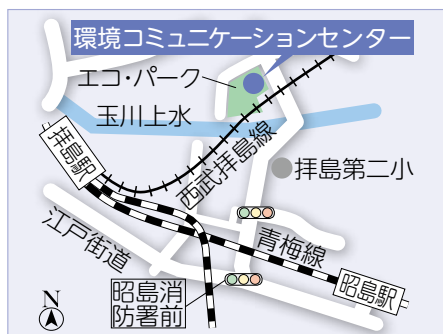 環境コミュニケーションセンター
エコ・パーク
玉川上水
拝島駅
西武拝島線
拝島第二小
江戸街道
青梅線
昭島駅
昭島消
防署前
N